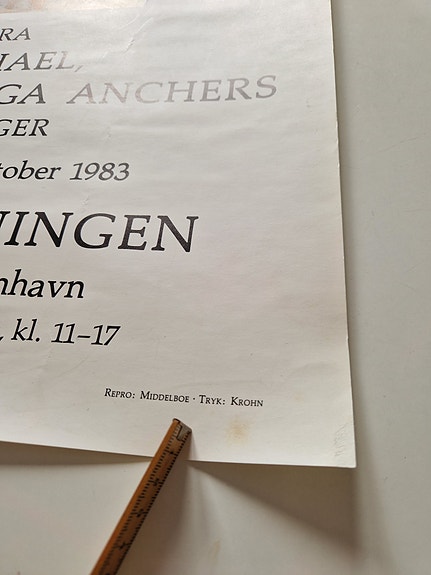 RA
HAEL,
GA ANCHERS
GER
tober 1983
NINGEN
nhavn
, kl. 11–17
REPRO: MIDDELBOE · TRYK: KROHN